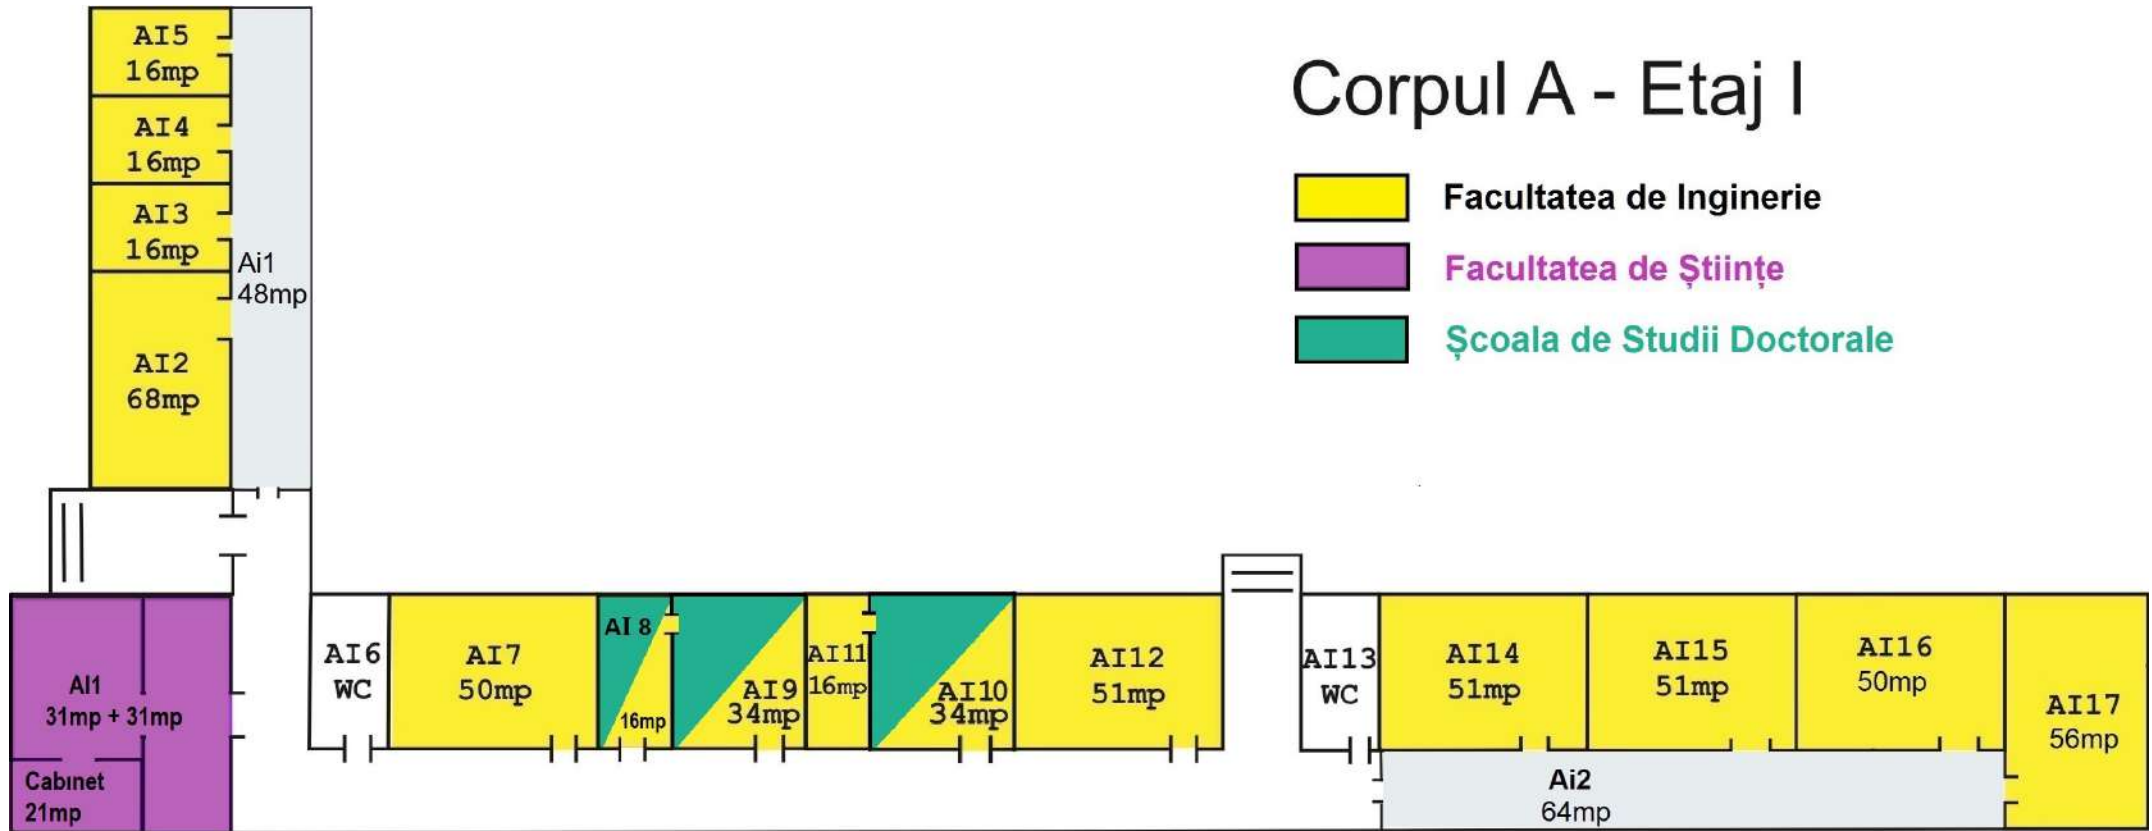 Corpul A - Etaj I
Facultatea de Inginerie
Facultatea de Științe
Școala de Studii Doctorale
AI5
16mp
AI4
16mp
AI3
16mp
Ai1
48mp
AI2
68mp
AI1
31mp + 31mp
Cabınet
21mp
AI6
WC
AI7
50mp
AI 8
16mp
AI9
34mp
AI11
16mp
AI10
34mp
AI12
51mp
AI13
WC
AI14
51mp
AI15
51mp
AI16
50mp
AI17
56mp
Ai2
64mp